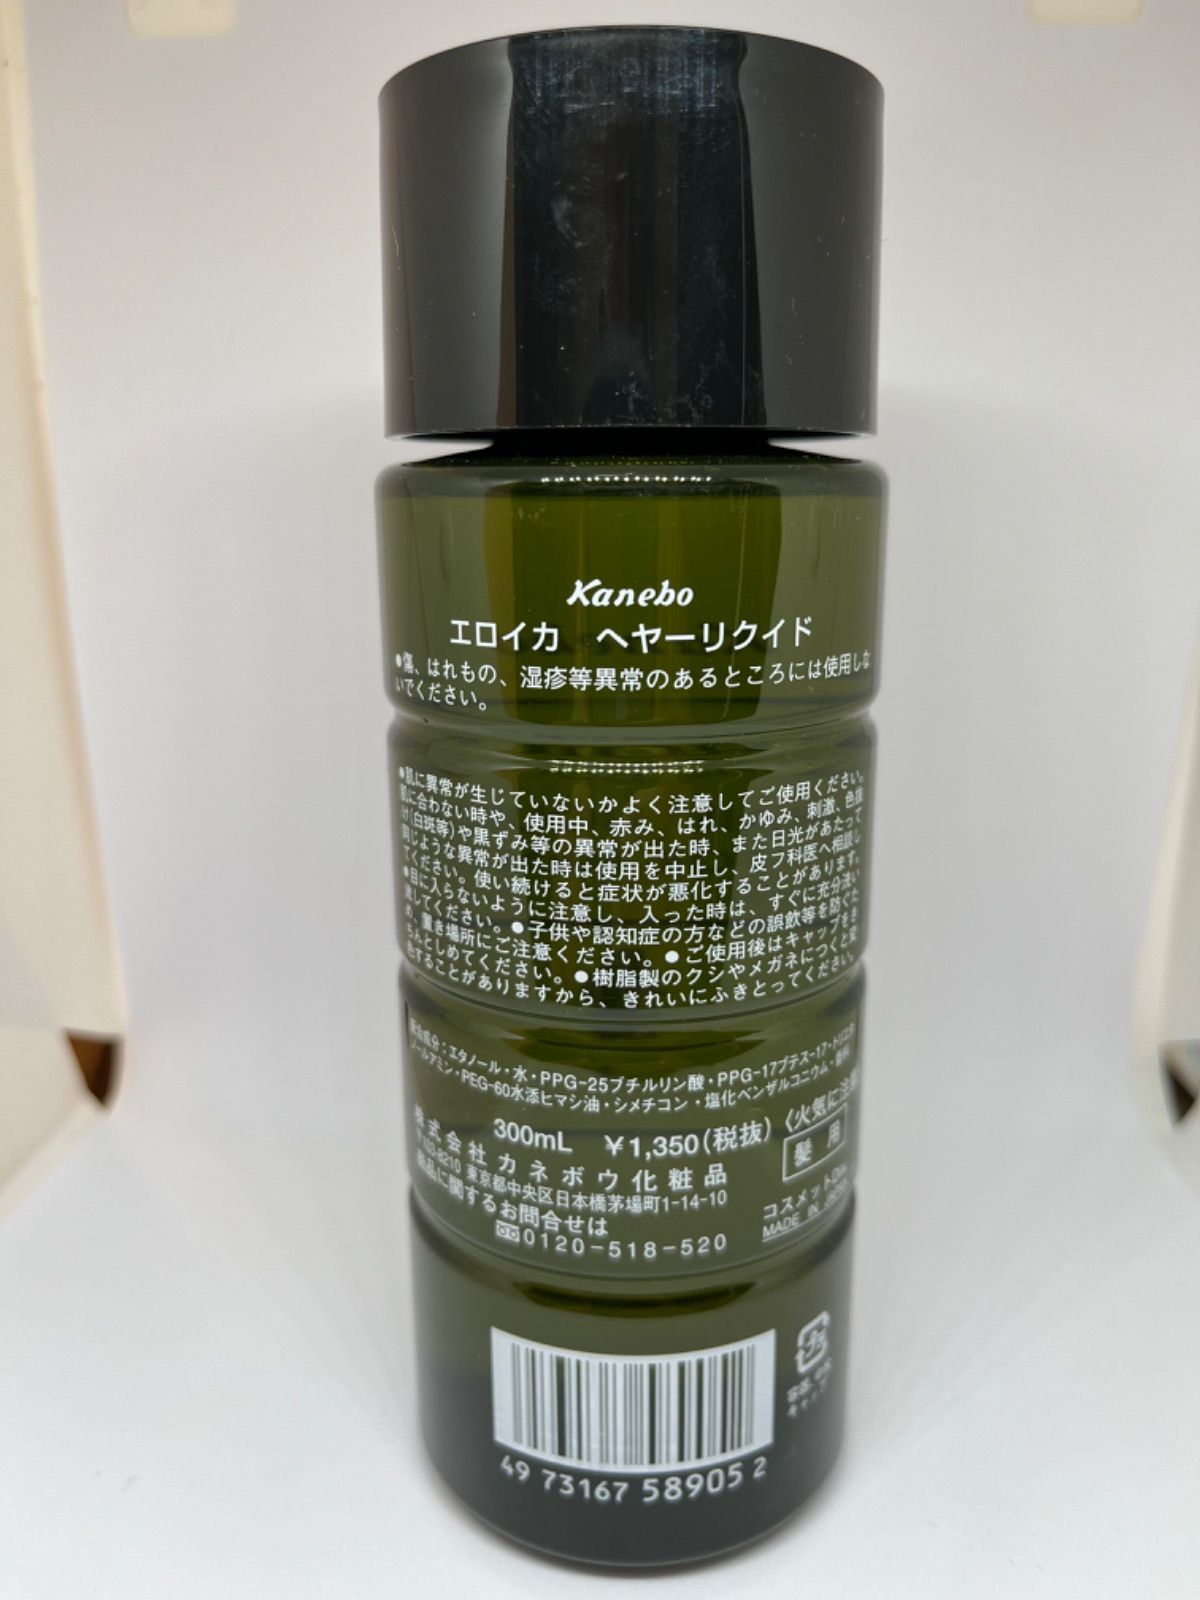 Kanebo
エロイカ ヘヤーリクイド
●傷、はれもの、湿疹等異常のあるところには使用しな
いでください。
●肌に異常が生じていないかよく注意してご使用ください。
肌に合わない時や、使用中、赤み、はれ、かゆみ、刺激、色抜
け(白斑等)や黒ずみ等の異常が出た時、また日光があたって
同じような異常が出た時は使用を中止し、皮フ科医へ相談し
てください。使い続けると症状が悪化することがあります。
●目に入らないように注意し、入った時は、すぐに充分洗い
流してください。●子供や認知症の方などの誤飲等を防ぐた
め、置き場所にご注意ください。●ご使用後はキャップをき
ちんとしめてください。●樹脂製のクシやメガネにつくと変
色することがありますから、きれいにふきとってください。
配合成分：エタノール・水・PPG-25ブチルリン酸・PPG-17ブテス-17・トリエタ
ノールアミン・PEG-60水添ヒマシ油・シメチコン・塩化ベンザルコニウム・香料
300mL ￥1,350(税抜) 〈火気に注意
髪用
株式会社カネボウ化粧品
〒103-8210 東京都中央区日本橋茅場町1-14-10
商品に関するお問合せは
0120-518-520
コスメット
MADE IN JAPAN
プラ
容器・中栓
キャップ
49 73167 58905 2